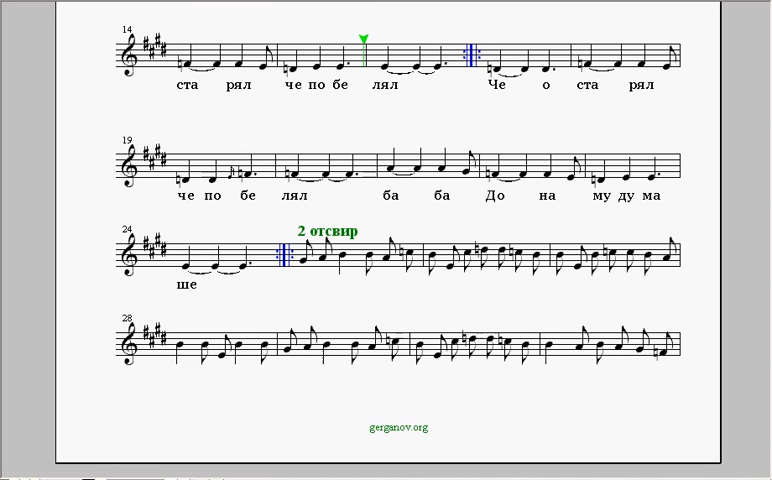 14
ста рял че по бе лял Че о ста рял
19
че по бе лял ба ба До на му ду ма
24
2 отсвир
ше
28
gerganov.org